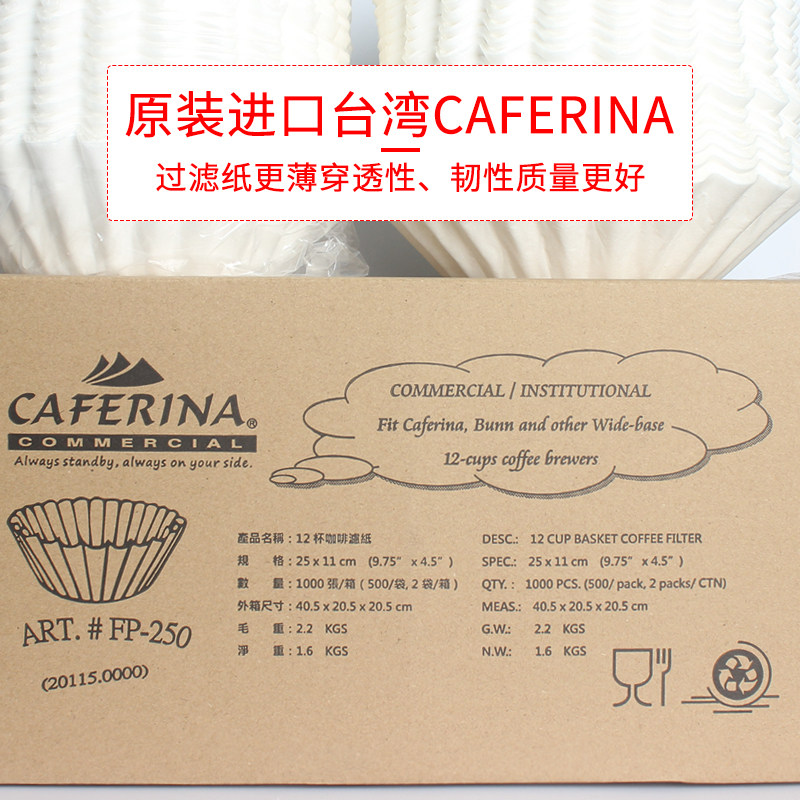 原装进口台湾CAFERINA
过滤纸更薄穿透性、韧性质量更好
CAFERINA®
COMMERCIAL
Always standby, always on your side.
COMMERCIAL / INSTITUTIONAL
Fit Caferina, Bunn and other Wide-base
12-cups coffee brewers
ART. # FP-250
(20115.0000)
產品名稱：12 杯咖啡濾紙
規 格：25 x 11 cm (9.75" x 4.5")
數 量：1000 張/箱 (500/袋, 2 袋/箱)
外箱尺寸：40.5 x 20.5 x 20.5 cm
毛 重：2.2 KGS
淨 重：1.6 KGS
DESC.: 12 CUP BASKET COFFEE FILTER
SPEC.: 25 x 11 cm (9.75" x 4.5")
QTY. : 1000 PCS. (500/ pack, 2 packs/ CTN)
MEAS.: 40.5 x 20.5 x 20.5 cm
G.W.: 2.2 KGS
N.W.: 1.6 KGS